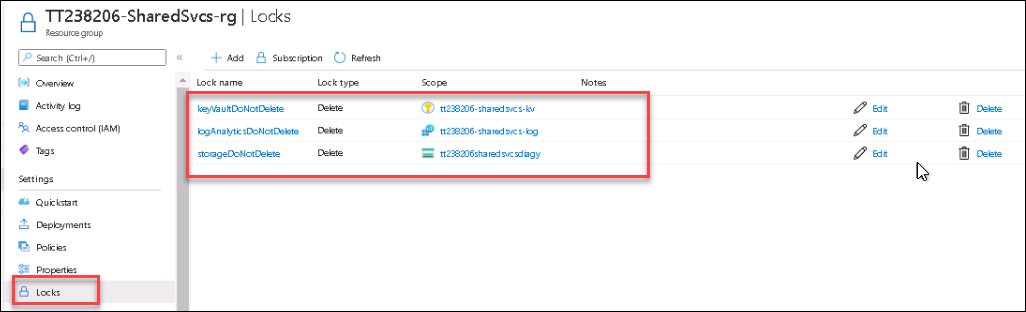 TT238206-SharedSvcs-rg | Locks
Resource group
Search (Ctrl+/)
«
Add
Subscription
Refresh
Overview
Activity log
Access control (IAM)
Tags
Settings
Quickstart
Deployments
Policies
Properties
Locks
Lock name Lock type Scope Notes
keyVaultDoNotDelete Delete tt238206-sharedsvcs-kv Edit Delete
logAnalyticsDoNotDelete Delete tt238206-sharedsvcs-log Edit Delete
storageDoNotDelete Delete tt238206sharedsvcsdiagy Edit Delete